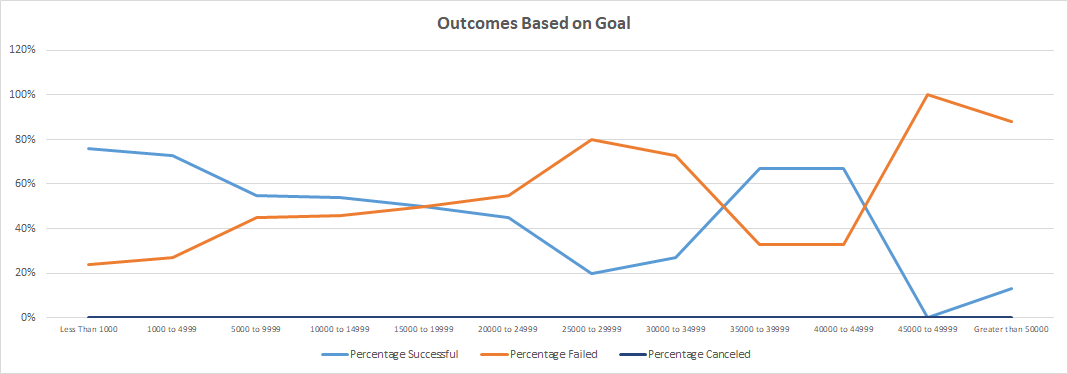 Outcomes Based on Goal
120%
100%
80%
60%
40%
20%
0%
Less Than 1000 1000 to 4999 5000 to 9999 10000 to 14999 15000 to 19999 20000 to 24999 25000 to 29999 30000 to 34999 35000 to 39999 40000 to 44999 45000 to 49999 Greater than 50000
Percentage Successful Percentage Failed Percentage Canceled